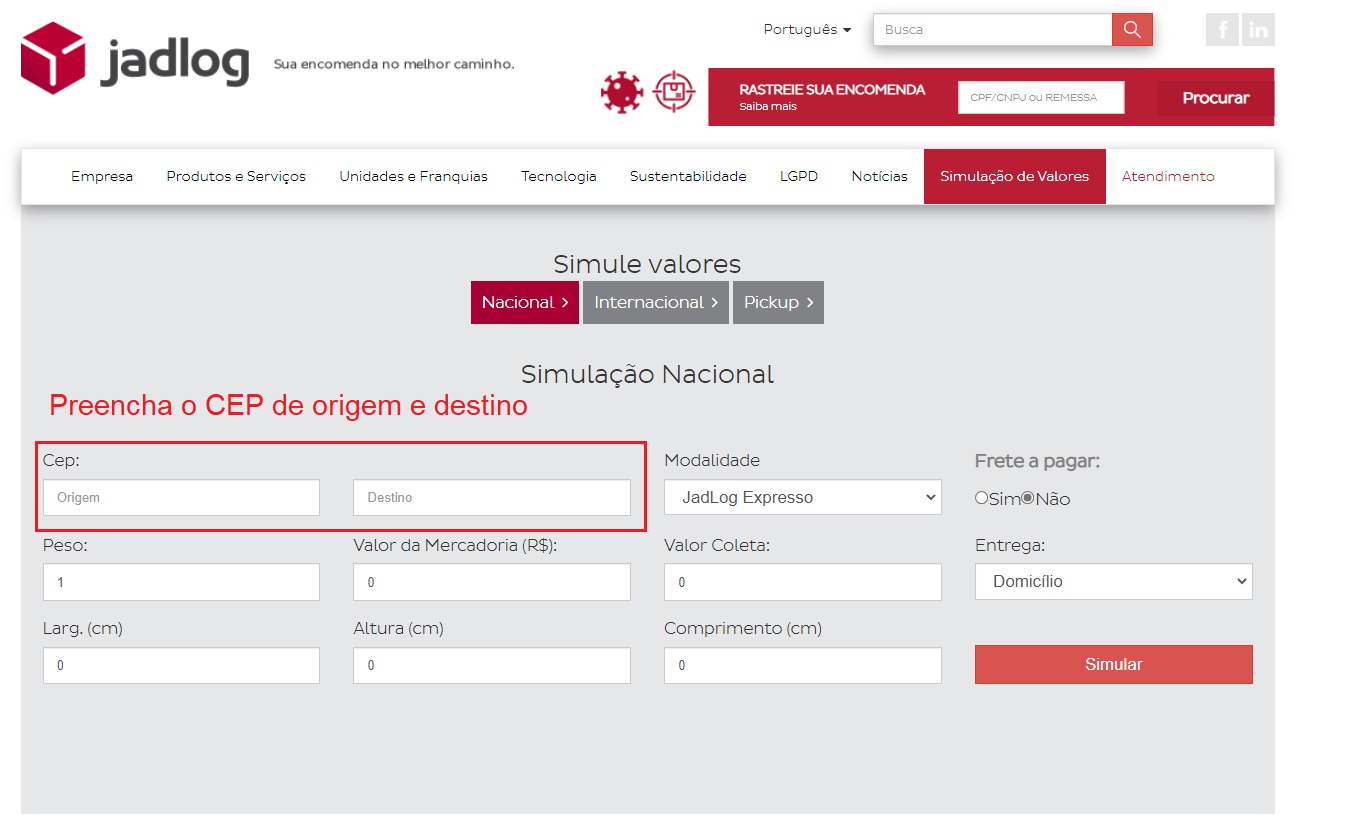 Português
Busca
f in
jadlog
Sua encomenda no melhor caminho.
RASTREIE SUA ENCOMENDA
Saiba mais
CPF/CNPJ ou REMESSA
Procurar
Empresa Produtos e Serviços Unidades e Franquias Tecnologia Sustentabilidade LGPD Notícias Simulação de Valores Atendimento
Simule valores
Nacional > Internacional > Pickup >
Simulação Nacional
Preencha o CEP de origem e destino
Cep: Modalidade Frete a pagar:
Origem Destino JadLog Expresso Sim Não
Peso: Valor da Mercadoria (R$): Valor Coleta: Entrega:
1 0 0 Domicílio
Larg. (cm) Altura (cm) Comprimento (cm)
0 0 0 Simular